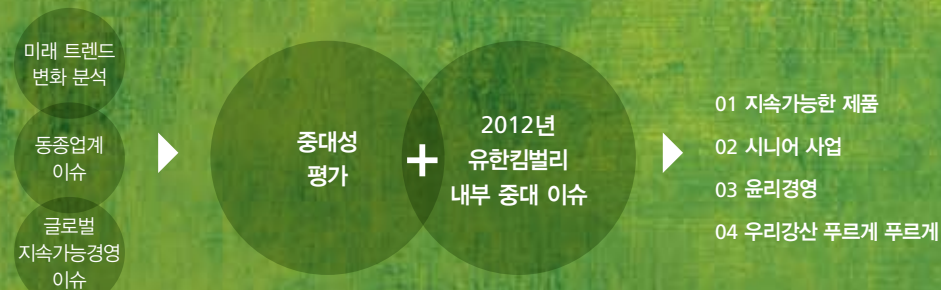 미래 트렌드
변화 분석
동종업계
이슈
글로벌
지속가능경영
이슈
중대성
평가
+
2012년
유한킴벌리
내부 중대 이슈
01 지속가능한 제품
02 시니어 사업
03 윤리경영
04 우리강산 푸르게 푸르게